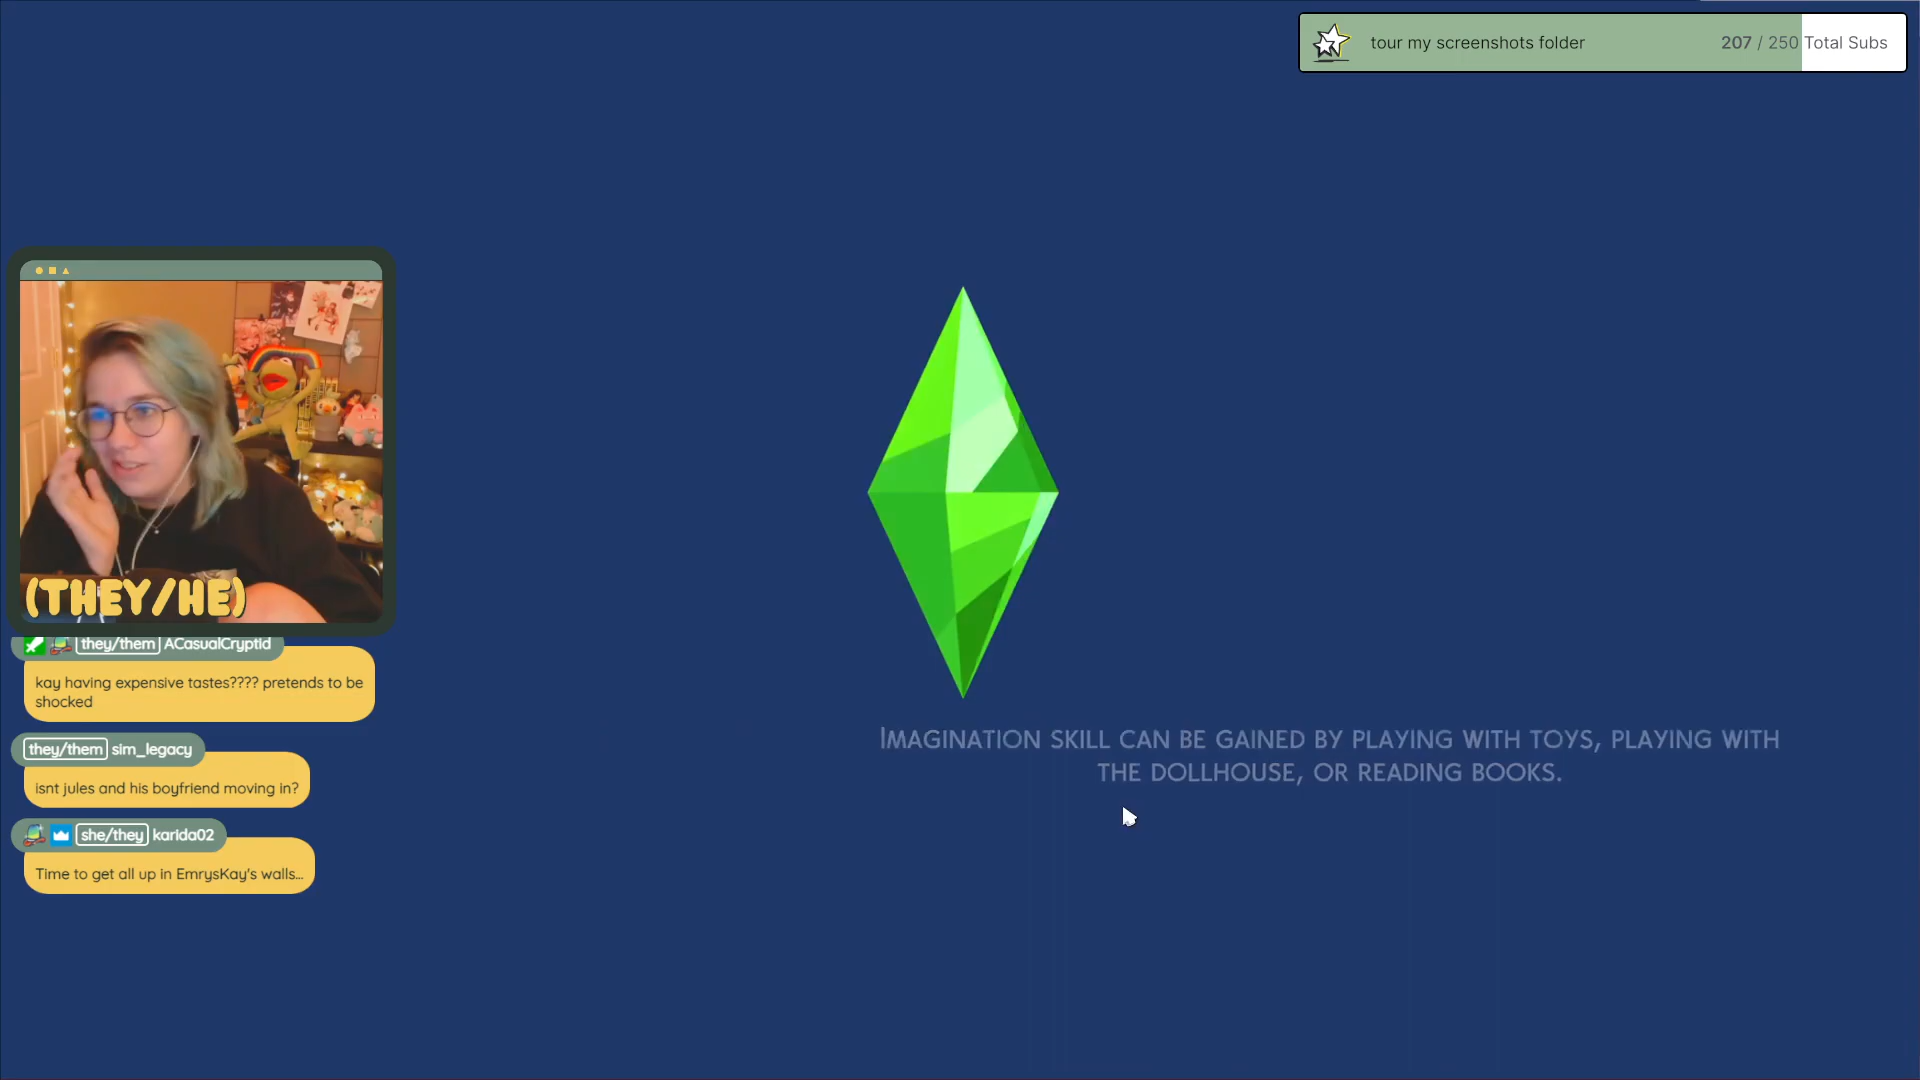 tour my screenshots folder
207 / 250 Total Subs
(THEY/HE)
they/them ACasualCryptid
kay having expensive tastes???? pretends to be
shocked
they/them sim_legacy
isnt jules and his boyfriend moving in?
she/they karida02
Time to get all up in EmrysKay's walls...
IMAGINATION SKILL CAN BE GAINED BY PLAYING WITH TOYS, PLAYING WITH
THE DOLLHOUSE, OR READING BOOKS.